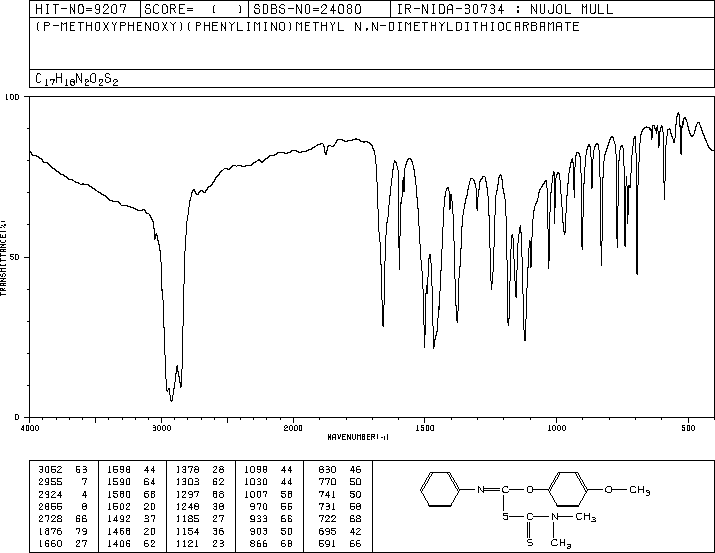 HIT-NO=9207 SCORE= ( ) SDBS-NO=24080 IR-NIDA-30734 : NUJOL MULL
(P-METHOXYPHENOXY)(PHENYLIMINO)METHYL N,N-DIMETHYLDITHIOCARBAMATE
C17H18N2O2S2
100
50
0
TRANSMITTANCE(%)
4000 3000 2000 1500 1000 500
WAVENUMBER(-1)
3062 63 1598 44 1378 28 1098 44 830 46
2955 7 1590 64 1303 62 1030 44 770 50
2924 4 1580 68 1297 66 1007 58 741 50
2855 8 1502 20 1248 38 970 55 731 58
2728 66 1492 37 1185 27 933 66 722 68
1876 79 1468 20 1154 36 903 50 695 42
1660 27 1406 62 1121 23 866 68 591 66
N=C-O O-CH3
S-C-N-CH3
S CH3